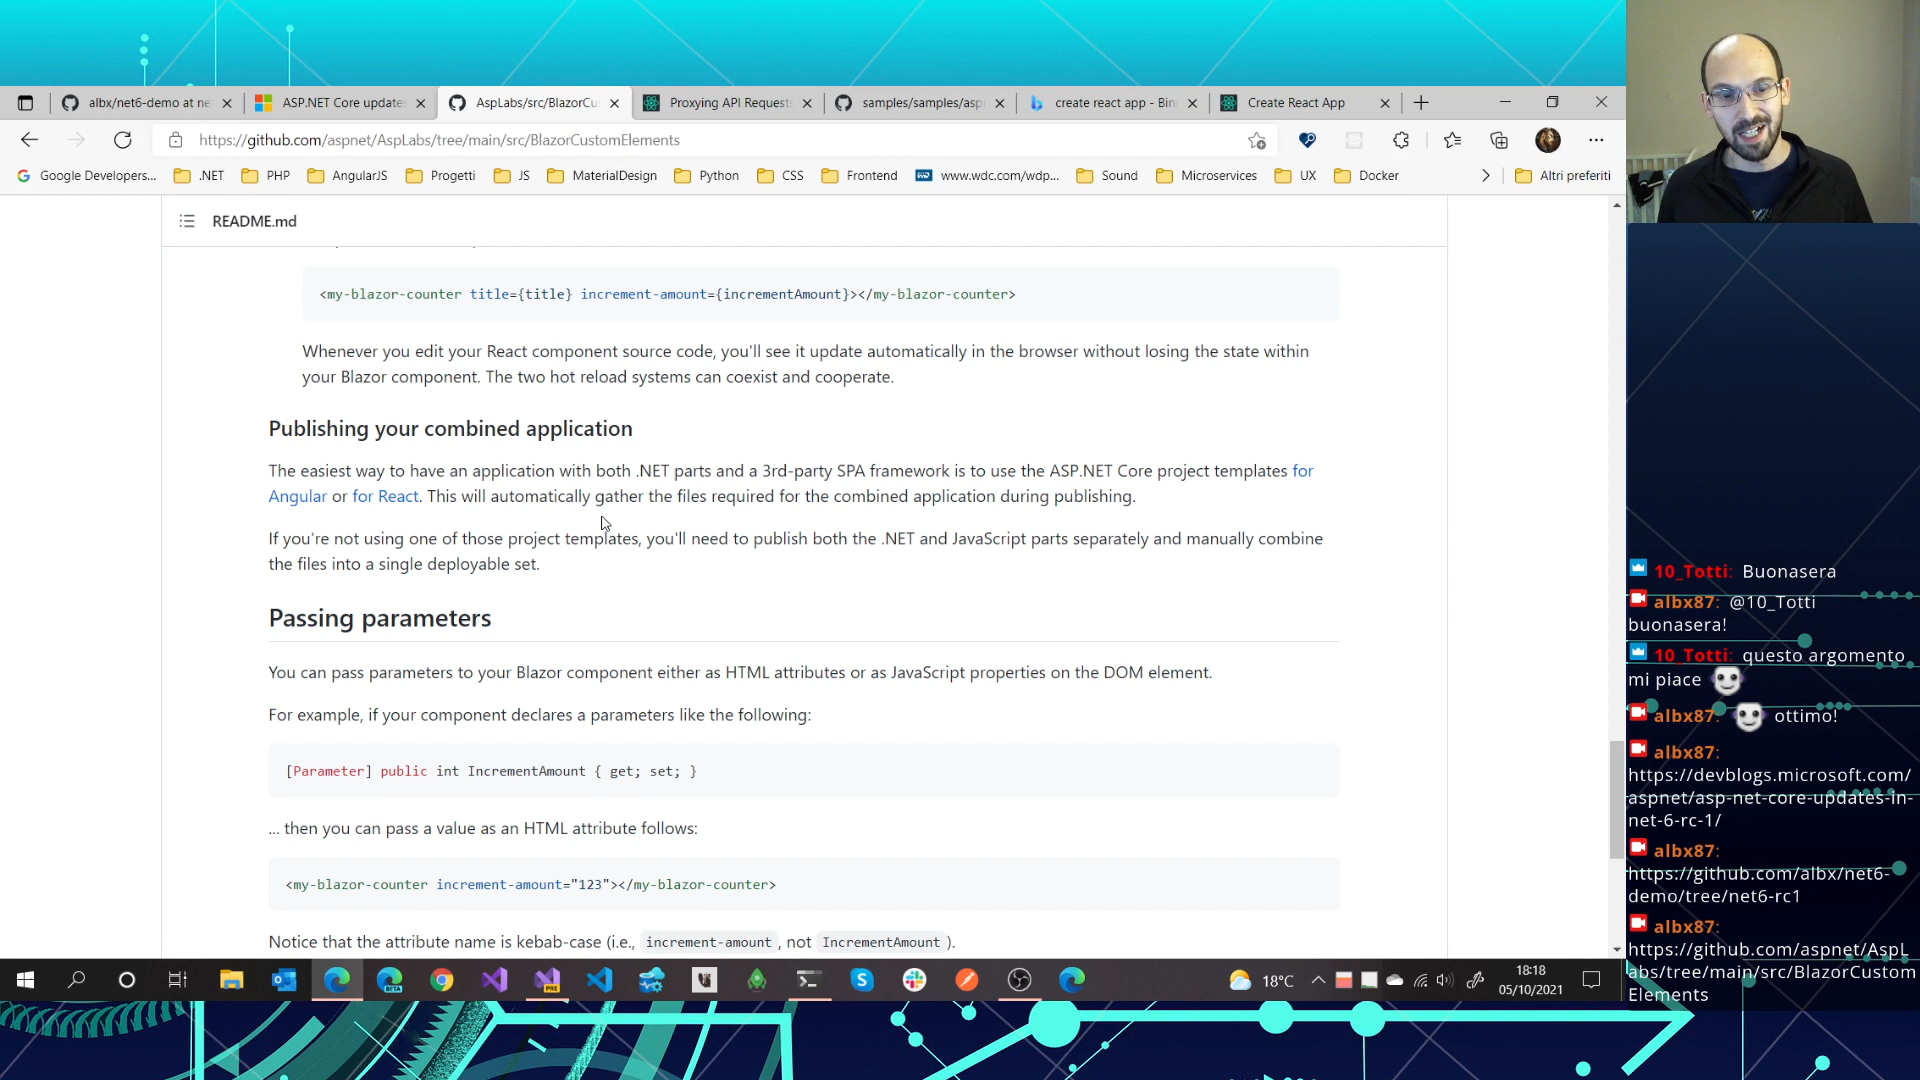 albx/net6-demo at ne
ASP.NET Core update
AspLabs/src/BlazorCu
Proxying API Requests
samples/samples/asp
create react app - Bin
Create React App
https://github.com/aspnet/AspLabs/tree/main/src/BlazorCustomElements
Google Developers...
.NET
PHP
AngularJS
Progetti
JS
MaterialDesign
Python
CSS
Frontend
www.wdc.com/wdp...
Sound
Microservices
UX
Docker
Altri preferiti
README.md
<my-blazor-counter title={title} increment-amount={incrementAmount}></my-blazor-counter>
Whenever you edit your React component source code, you'll see it update automatically in the browser without losing the state within
your Blazor component. The two hot reload systems can coexist and cooperate.
Publishing your combined application
The easiest way to have an application with both .NET parts and a 3rd-party SPA framework is to use the ASP.NET Core project templates for
Angular or for React. This will automatically gather the files required for the combined application during publishing.
If you're not using one of those project templates, you'll need to publish both the .NET and JavaScript parts separately and manually combine
the files into a single deployable set.
Passing parameters
You can pass parameters to your Blazor component either as HTML attributes or as JavaScript properties on the DOM element.
For example, if your component declares a parameters like the following:
[Parameter] public int IncrementAmount { get; set; }
... then you can pass a value as an HTML attribute follows:
<my-blazor-counter increment-amount="123"></my-blazor-counter>
Notice that the attribute name is kebab-case (i.e., increment-amount , not IncrementAmount ).
BETA
PRE
18°C
18:18
05/10/2021
10_Totti: Buonasera
albx87: @10_Totti
buonasera!
10_Totti: questo argomento
mi piace
albx87: ottimo!
albx87:
https://devblogs.microsoft.com/
aspnet/asp-net-core-updates-in-
net-6-rc-1/
albx87:
https://github.com/albx/net6-
demo/tree/net6-rc1
albx87:
https://github.com/aspnet/AspL
abs/tree/main/src/BlazorCustom
Elements